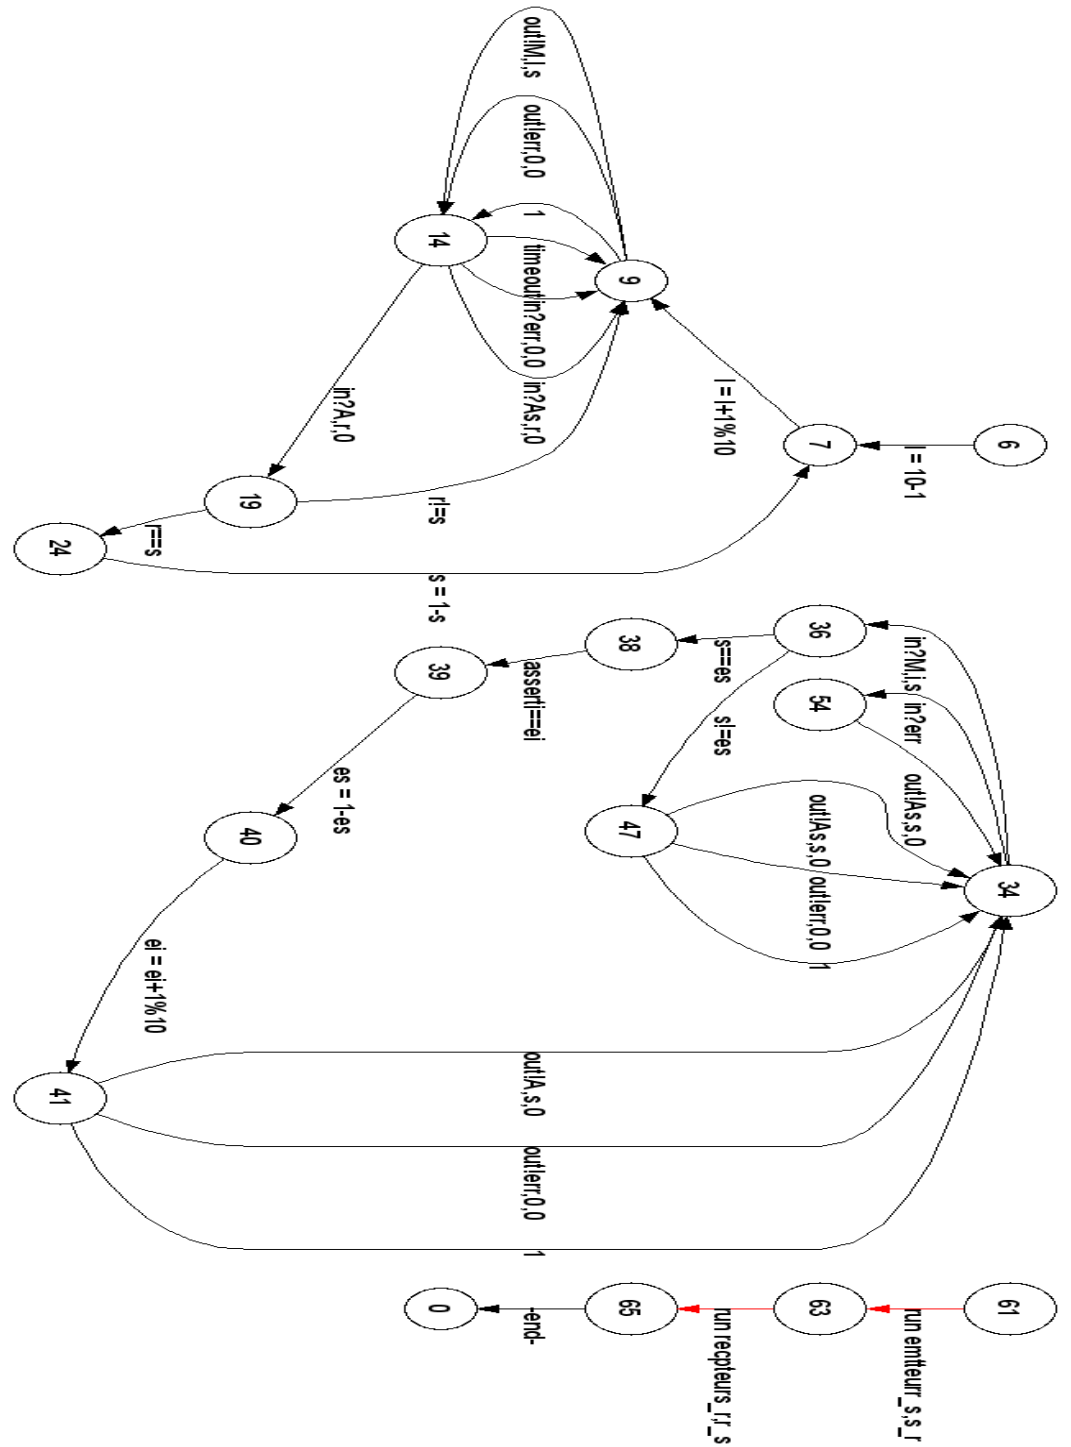 6
I = 10-1
7
I = I+1%10
9
out!M,I,s
out!err,0,0
1
timeout
in?err,0,0
in?As,r,0
14
in?A,r,0
r!=s
s = 1-s
19
r==s
24
34
in?M,i,s
in?err
out!As,s,0
36
54
out!As,s,0
out!err,0,0
1
s==es
s!=es
38
47
asserti==ei
39
es = 1-es
40
ei = ei+1%10
41
out!A,s,0
out!err,0,0
1
61
run emtteurr_s,s_r
63
run recpteurs_r,r_s
65
-end-
0